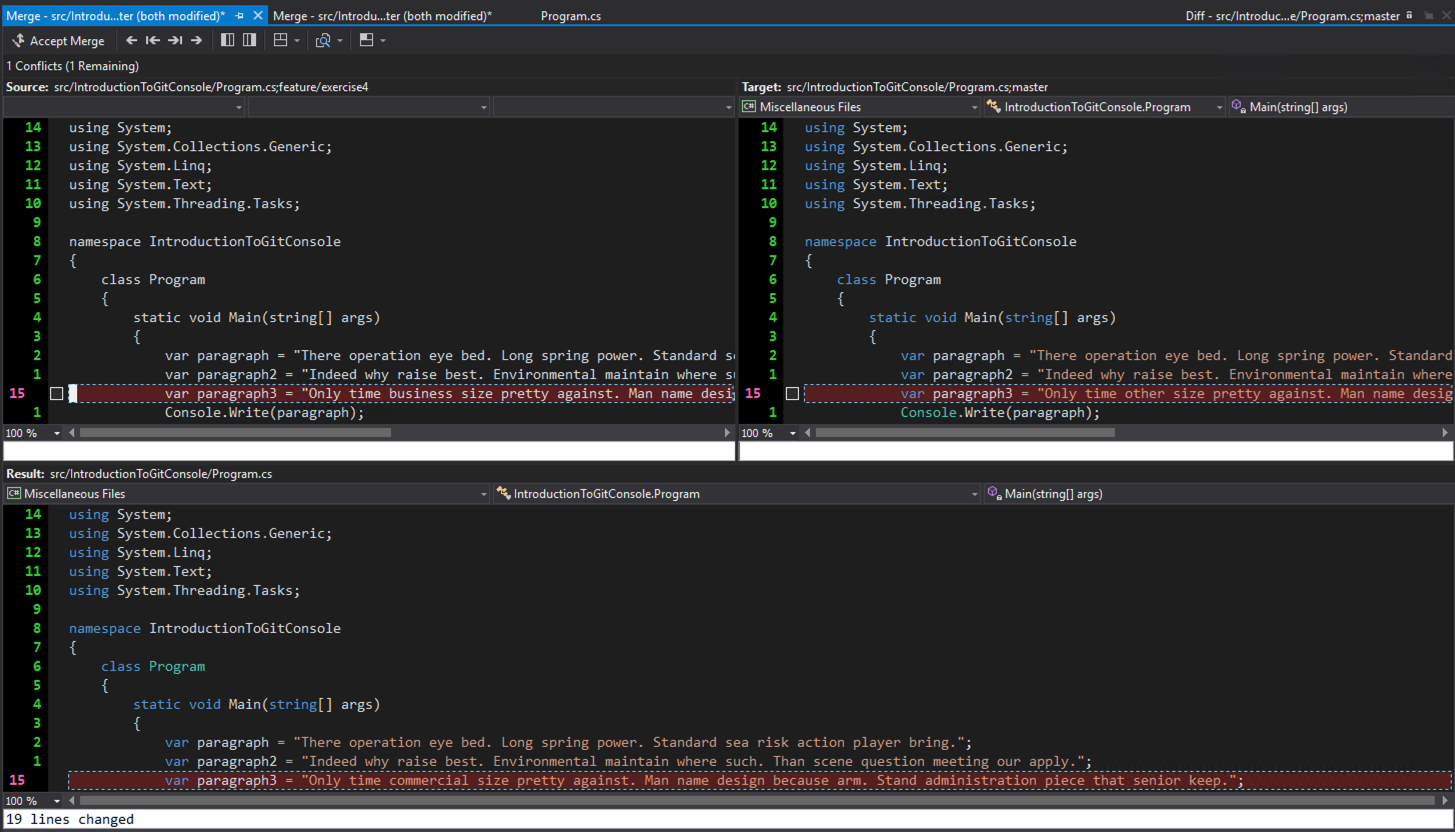 Merge - src/Introdu...ter (both modified)* Merge - src/Introdu...ter (both modified)* Program.cs Diff - src/Introduc...e/Program.cs;master
Accept Merge
1 Conflicts (1 Remaining)
Source: src/IntroductionToGitConsole/Program.cs;feature/exercise4
14 using System;
13 using System.Collections.Generic;
12 using System.Linq;
11 using System.Text;
10 using System.Threading.Tasks;
9
8 namespace IntroductionToGitConsole
7 {
6 class Program
5 {
4 static void Main(string[] args)
3 {
2 var paragraph = "There operation eye bed. Long spring power. Standard s
1 var paragraph2 = "Indeed why raise best. Environmental maintain where s
15 var paragraph3 = "Only time business size pretty against. Man name desi
1 Console.Write(paragraph);
100 %
Target: src/IntroductionToGitConsole/Program.cs;master
C# Miscellaneous Files IntroductionToGitConsole.Program Main(string[] args)
14 using System;
13 using System.Collections.Generic;
12 using System.Linq;
11 using System.Text;
10 using System.Threading.Tasks;
9
8 namespace IntroductionToGitConsole
7 {
6 class Program
5 {
4 static void Main(string[] args)
3 {
2 var paragraph = "There operation eye bed. Long spring power. Standard
1 var paragraph2 = "Indeed why raise best. Environmental maintain where
15 var paragraph3 = "Only time other size pretty against. Man name desig
1 Console.Write(paragraph);
100 %
Result: src/IntroductionToGitConsole/Program.cs
C# Miscellaneous Files IntroductionToGitConsole.Program Main(string[] args)
14 using System;
13 using System.Collections.Generic;
12 using System.Linq;
11 using System.Text;
10 using System.Threading.Tasks;
9
8 namespace IntroductionToGitConsole
7 {
6 class Program
5 {
4 static void Main(string[] args)
3 {
2 var paragraph = "There operation eye bed. Long spring power. Standard sea risk action player bring.";
1 var paragraph2 = "Indeed why raise best. Environmental maintain where such. Than scene question meeting our apply.";
15 var paragraph3 = "Only time commercial size pretty against. Man name design because arm. Stand administration piece that senior keep.";
100 %
19 lines changed